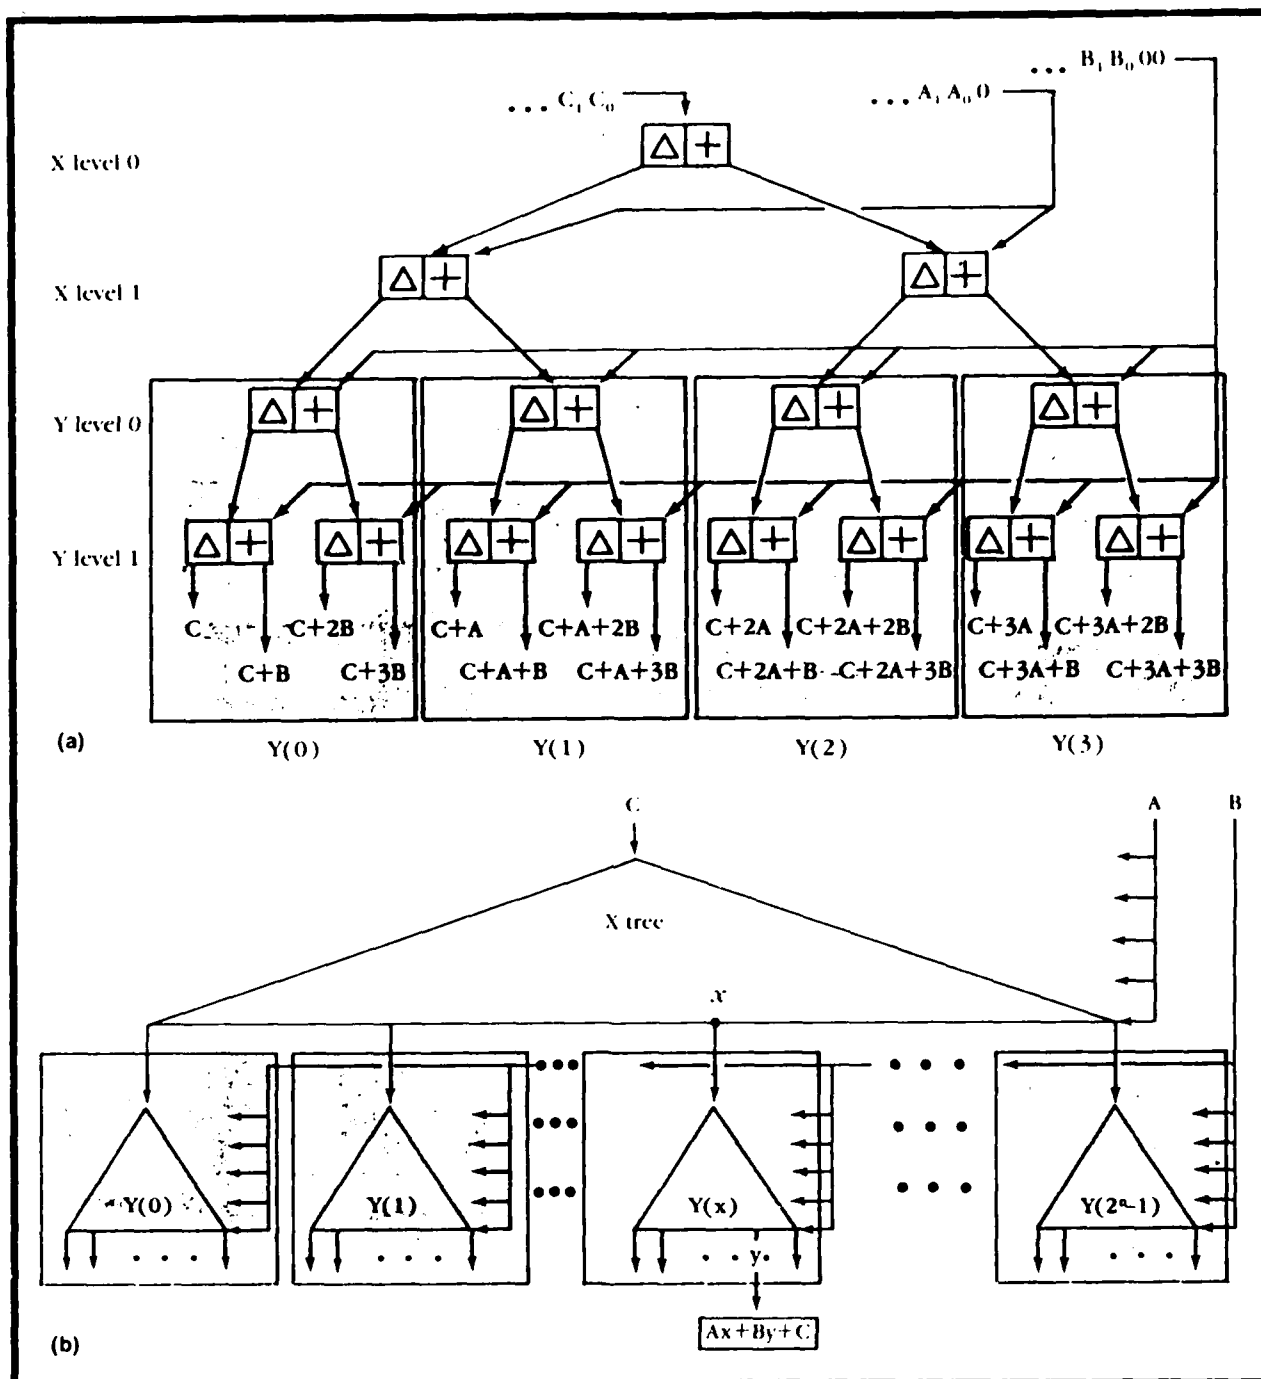 ... B₁ B₀ 00
... C₁ C₀
... A₁ A₀ 0
X level 0
X level 1
Y level 0
Y level 1
C C+2B C+A C+A+2B C+2A C+2A+2B C+3A C+3A+2B
C+B C+3B C+A+B C+A+3B C+2A+B C+2A+3B C+3A+B C+3A+3B
(a)
Y(0) Y(1) Y(2) Y(3)
C A B
X tree
x
Y(0) Y(1) Y(x) Y(2ⁿ-1)
y
Ax+By+C
(b)